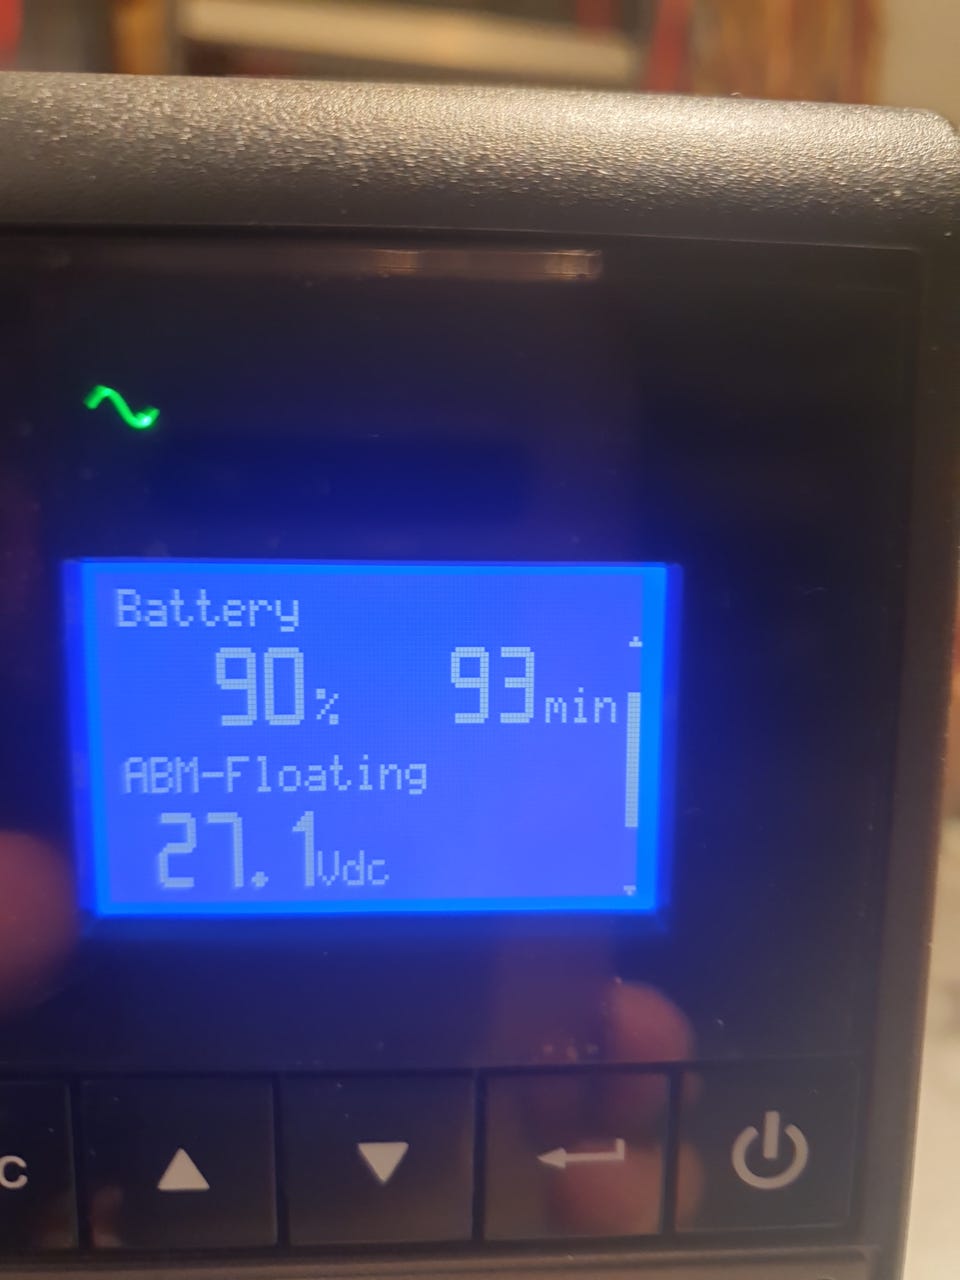 Battery
90% 93min
ABM-Floating
27.1Vdc
C